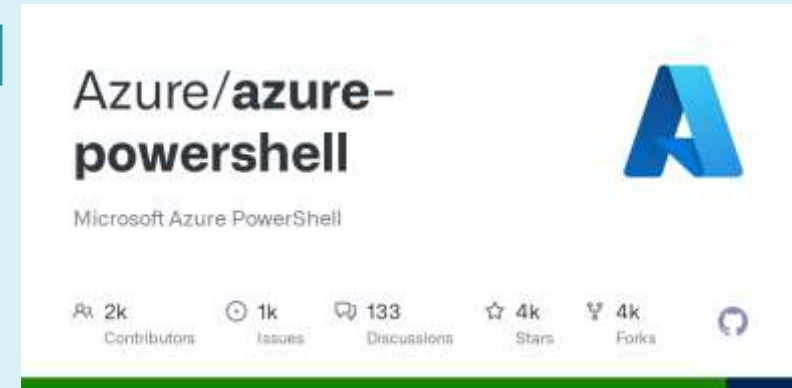 Azure/azure-
powershell
Microsoft Azure PowerShell
2k 1k 133 4k 4k
Contributors Issues Discussions Stars Forks